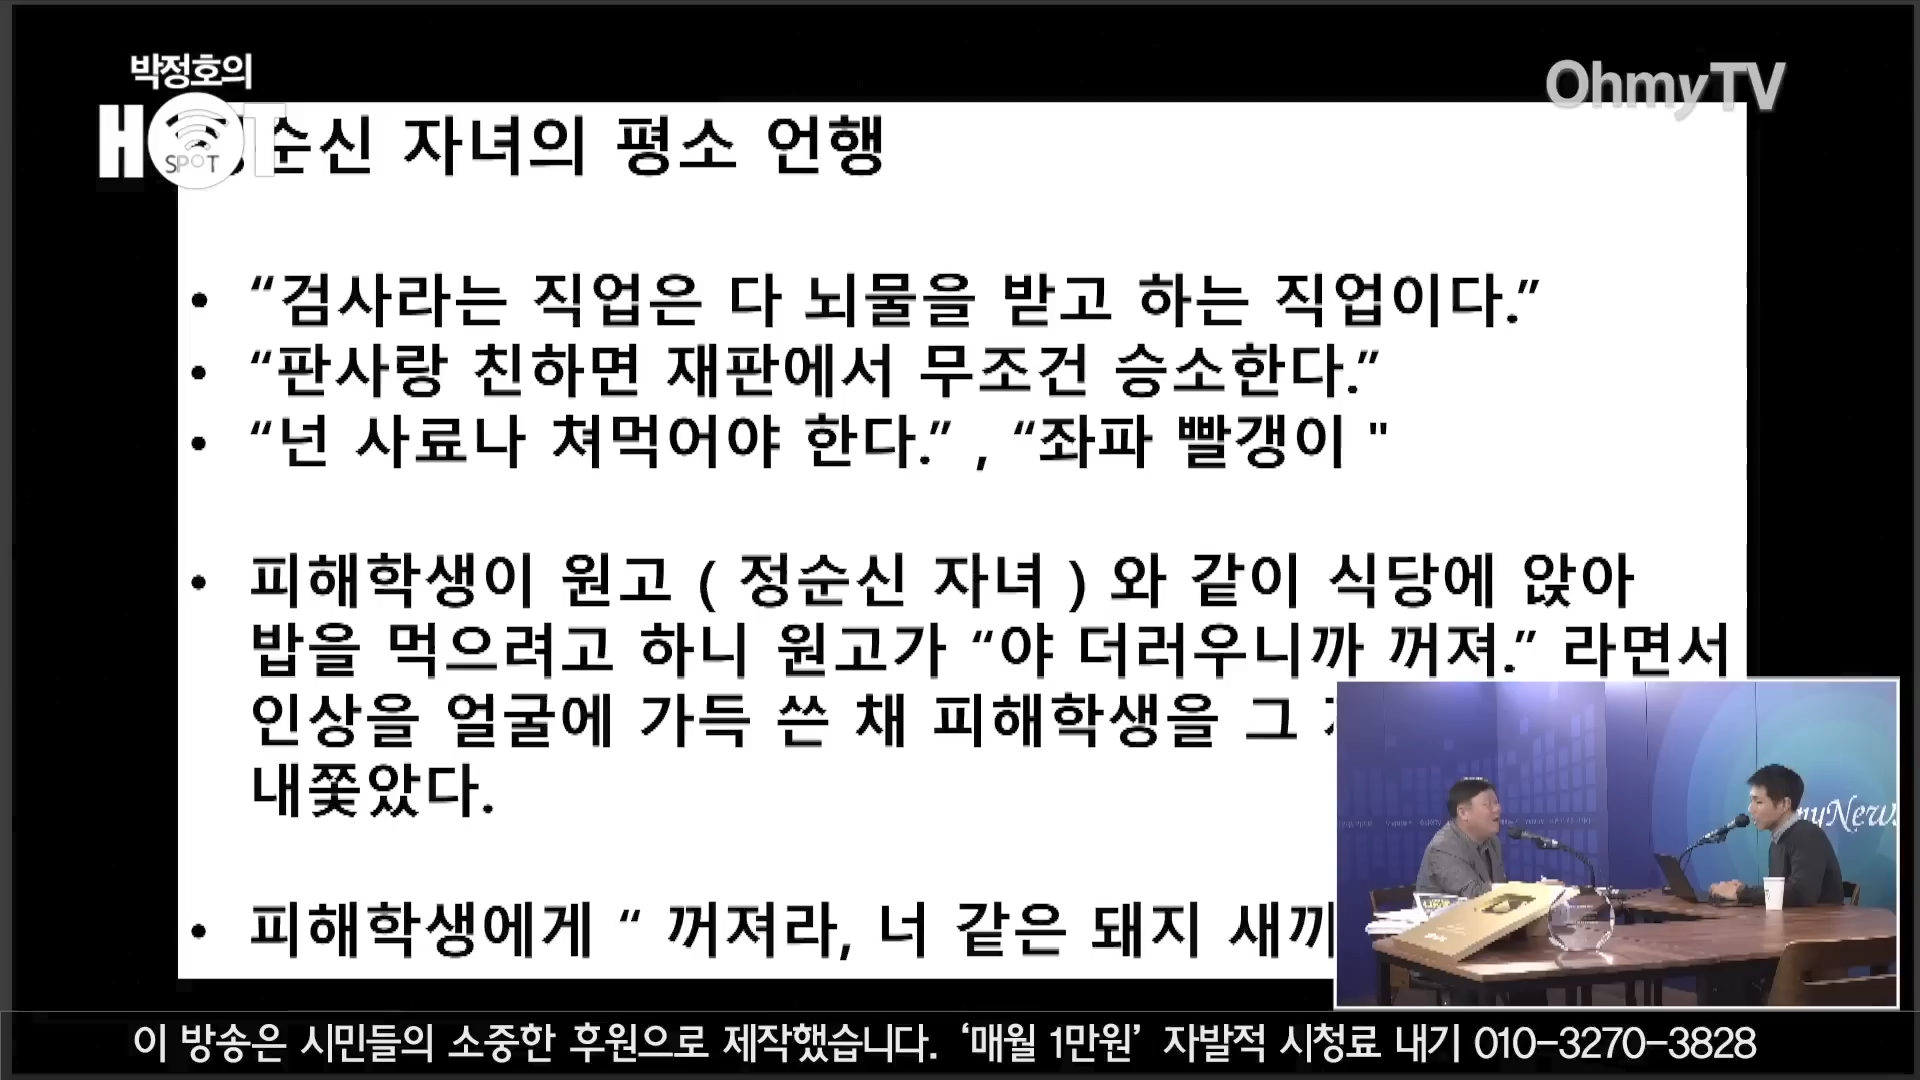 박정호의
OhmyTV
HOT
SPOT
순신 자녀의 평소 언행
• “검사라는 직업은 다 뇌물을 받고 하는 직업이다.”
• “판사랑 친하면 재판에서 무조건 승소한다.”
• “넌 사료나 쳐먹어야 한다.” , “좌파 빨갱이 "
• 피해학생이 원고 ( 정순신 자녀 ) 와 같이 식당에 앉아
밥을 먹으려고 하니 원고가 “야 더러우니까 꺼져.” 라면서
인상을 얼굴에 가득 쓴 채 피해학생을 그
내쫓았다.
• 피해학생에게 “ 꺼져라, 너 같은 돼지 새끼
myNews
이 방송은 시민들의 소중한 후원으로 제작했습니다. ‘매월 1만원’ 자발적 시청료 내기 010-3270-3828